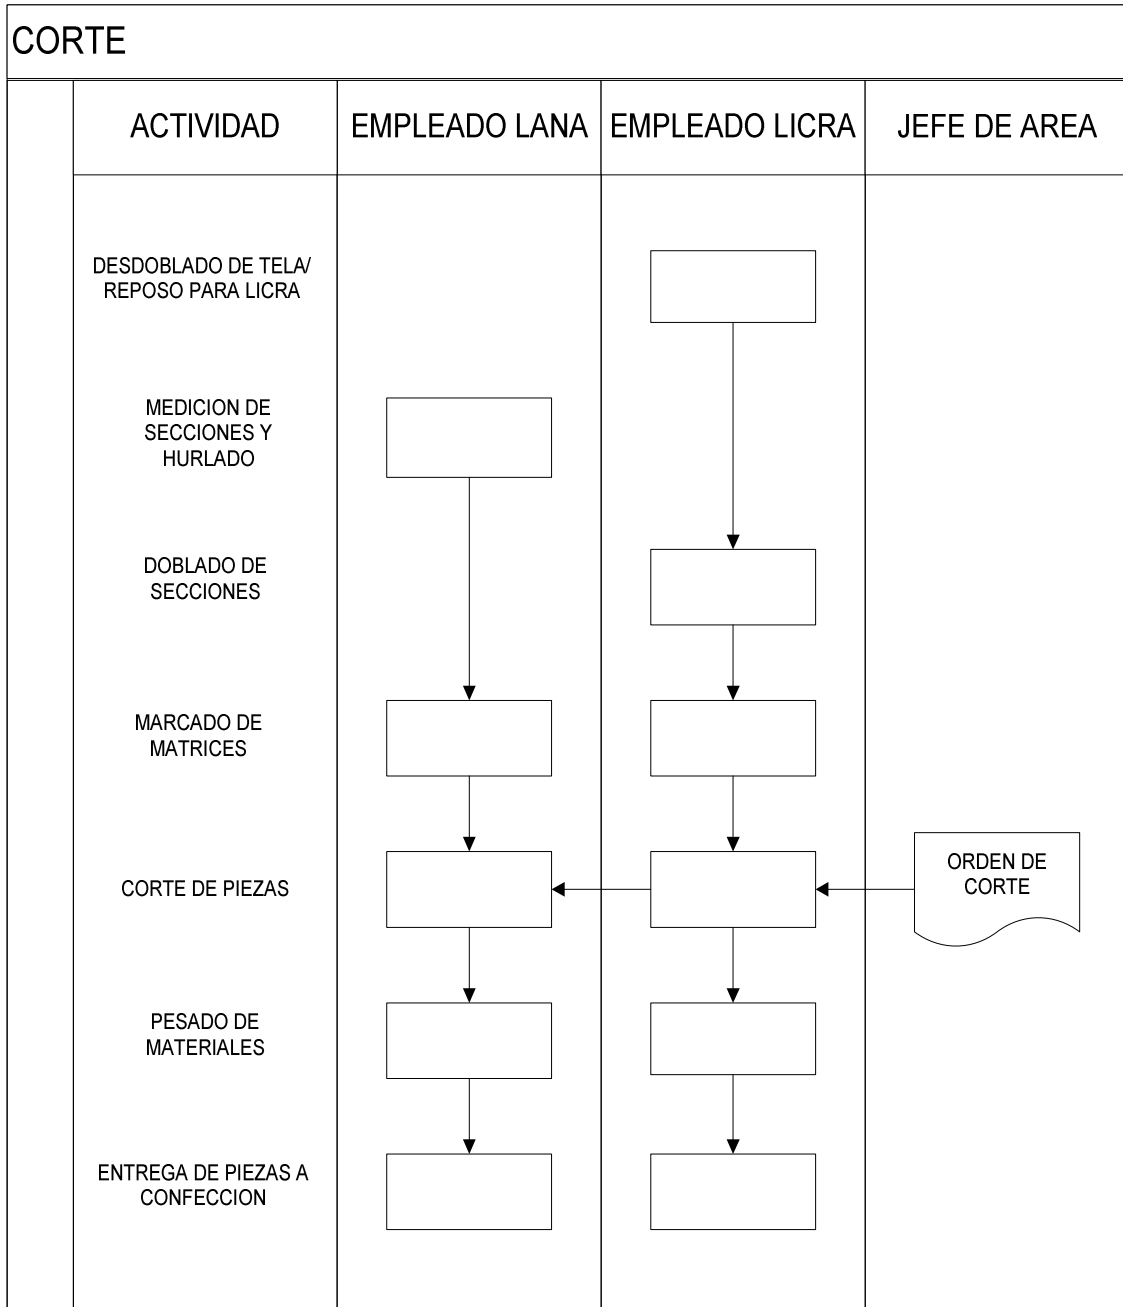 CORTE
ACTIVIDAD
EMPLEADO LANA
EMPLEADO LICRA
JEFE DE AREA
DESDOBLADO DE TELA/
REPOSO PARA LICRA
MEDICION DE
SECCIONES Y
HURLADO
DOBLADO DE
SECCIONES
MARCADO DE
MATRICES
CORTE DE PIEZAS
ORDEN DE
CORTE
PESADO DE
MATERIALES
ENTREGA DE PIEZAS A
CONFECCION